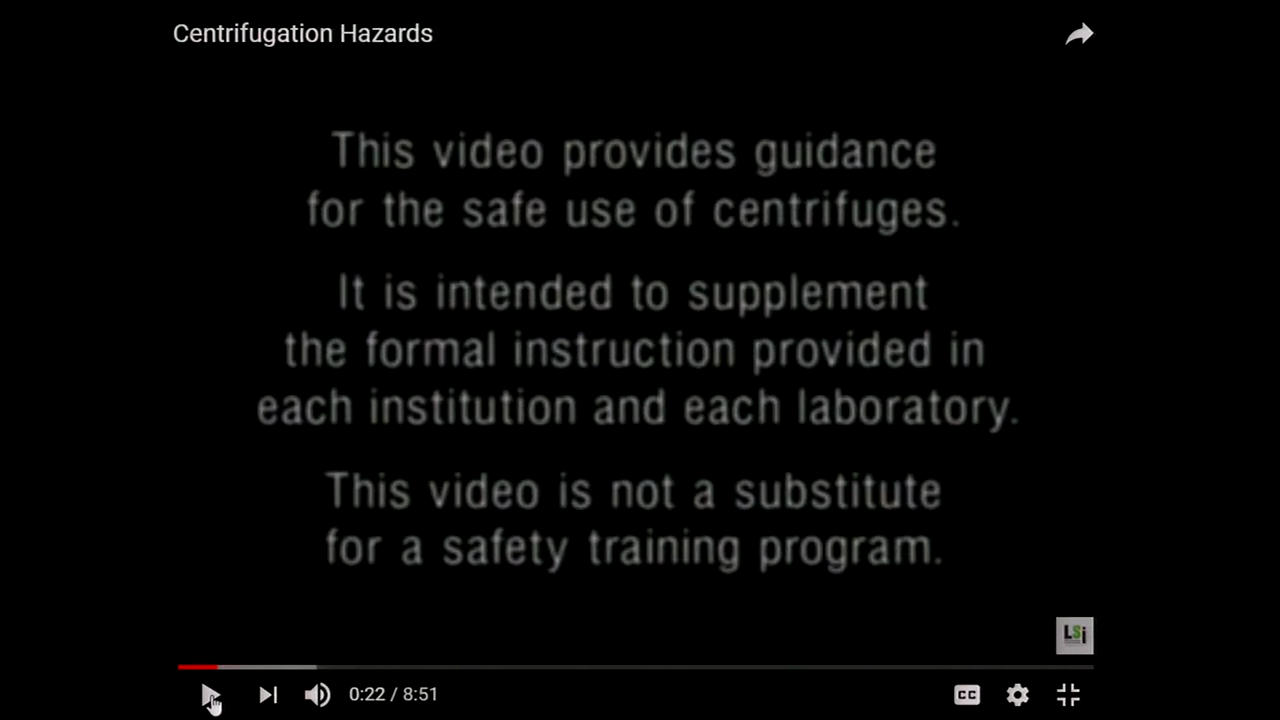 Centrifugation Hazards
This video provides guidance
for the safe use of centrifuges.
It is intended to supplement
the formal instruction provided in
each institution and each laboratory.
This video is not a substitute
for a safety training program.
LSi
0:22 / 8:51
CC